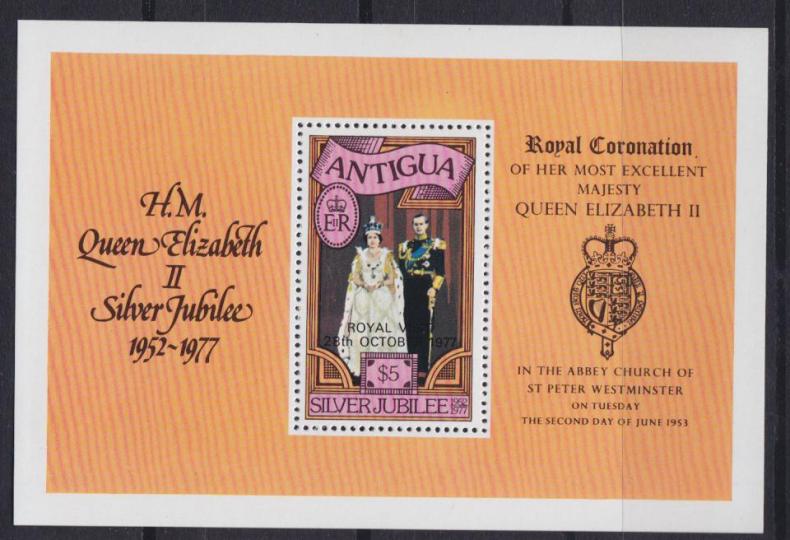 H.M.
Queen Elizabeth
II
Silver Jubilee
1952~1977
ANTIGUA
EIIR
ROYAL VISIT
28th OCTOBER 1977
$5
SILVER JUBILEE 1952 1977
Royal Coronation
OF HER MOST EXCELLENT
MAJESTY
QUEEN ELIZABETH II
IN THE ABBEY CHURCH OF
ST PETER WESTMINSTER
ON TUESDAY
THE SECOND DAY OF JUNE 1953